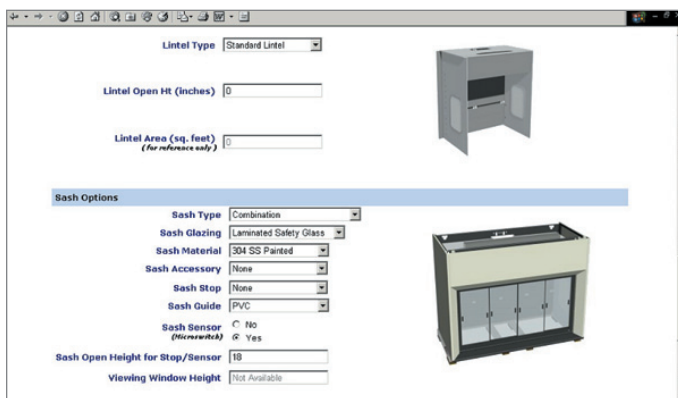 Lintel Type Standard Lintel
Lintel Open Ht (inches) 0
Lintel Area (sq. feet) 0
(for reference only)
Sash Options
Sash Type Combination
Sash Glazing Laminated Safety Glass
Sash Material 304 SS Painted
Sash Accessory None
Sash Stop None
Sash Guide PVC
Sash Sensor No
(Microswitch) Yes
Sash Open Height for Stop/Sensor 18
Viewing Window Height Not Available